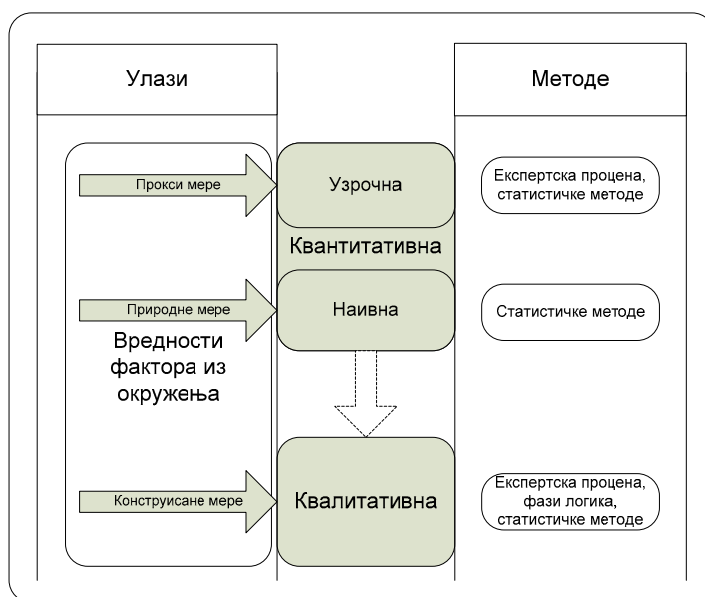 Улази
Методе
Прокси мере
Узрочна
Експертска процена,
статистичке методе
Квантитативна
Природне мере
Наивна
Статистичке методе
Вредности
фактора из
окружења
Конструисане мере
Квалитативна
Експертска процена,
фази логика,
статистичке методе